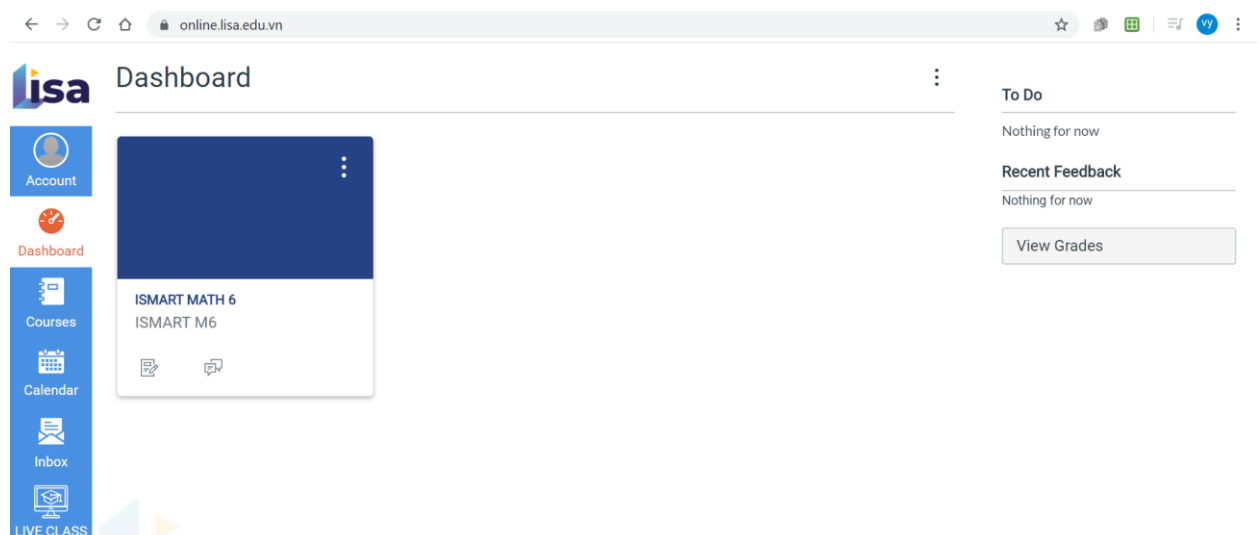 online.lisa.edu.vn
vy
lisa
Dashboard
To Do
Nothing for now
Recent Feedback
Nothing for now
View Grades
Account
Dashboard
Courses
Calendar
Inbox
LIVE CLASS
ISMART MATH 6
ISMART M6